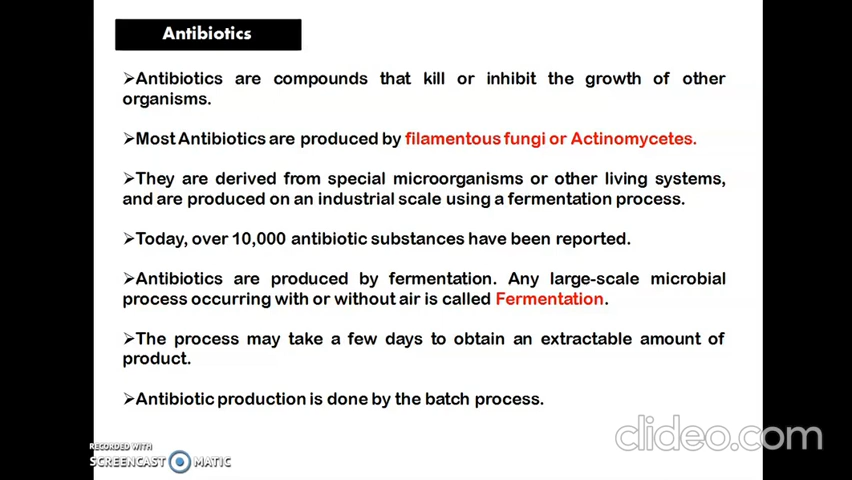 Antibiotics
➢Antibiotics are compounds that kill or inhibit the growth of other
organisms.
➢Most Antibiotics are produced by filamentous fungi or Actinomycetes.
➢They are derived from special microorganisms or other living systems,
and are produced on an industrial scale using a fermentation process.
➢Today, over 10,000 antibiotic substances have been reported.
➢Antibiotics are produced by fermentation. Any large-scale microbial
process occurring with or without air is called Fermentation.
➢The process may take a few days to obtain an extractable amount of
product.
➢Antibiotic production is done by the batch process.
clideo.com
RECORDED WITH
SCREENCAST MATIC